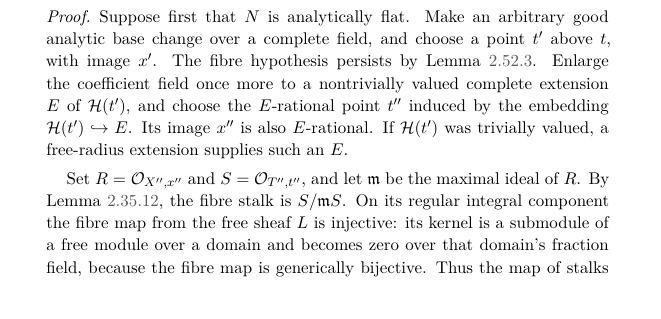 Proof. Suppose first that N is analytically flat. Make an arbitrary good
analytic base change over a complete field, and choose a point t′ above t,
with image x′. The fibre hypothesis persists by Lemma 2.52.3. Enlarge
the coefficient field once more to a nontrivially valued complete extension
E of ℋ(t′), and choose the E-rational point t″ induced by the embedding
ℋ(t′) ↪ E. Its image x″ is also E-rational. If ℋ(t′) was trivially valued, a
free-radius extension supplies such an E.
Set R = 𝒪_{X″,x″} and S = 𝒪_{T″,t″}, and let 𝔪 be the maximal ideal of R. By
Lemma 2.35.12, the fibre stalk is S/𝔪S. On its regular integral component
the fibre map from the free sheaf L is injective: its kernel is a submodule of
a free module over a domain and becomes zero over that domain’s fraction
field, because the fibre map is generically bijective. Thus the map of stalks